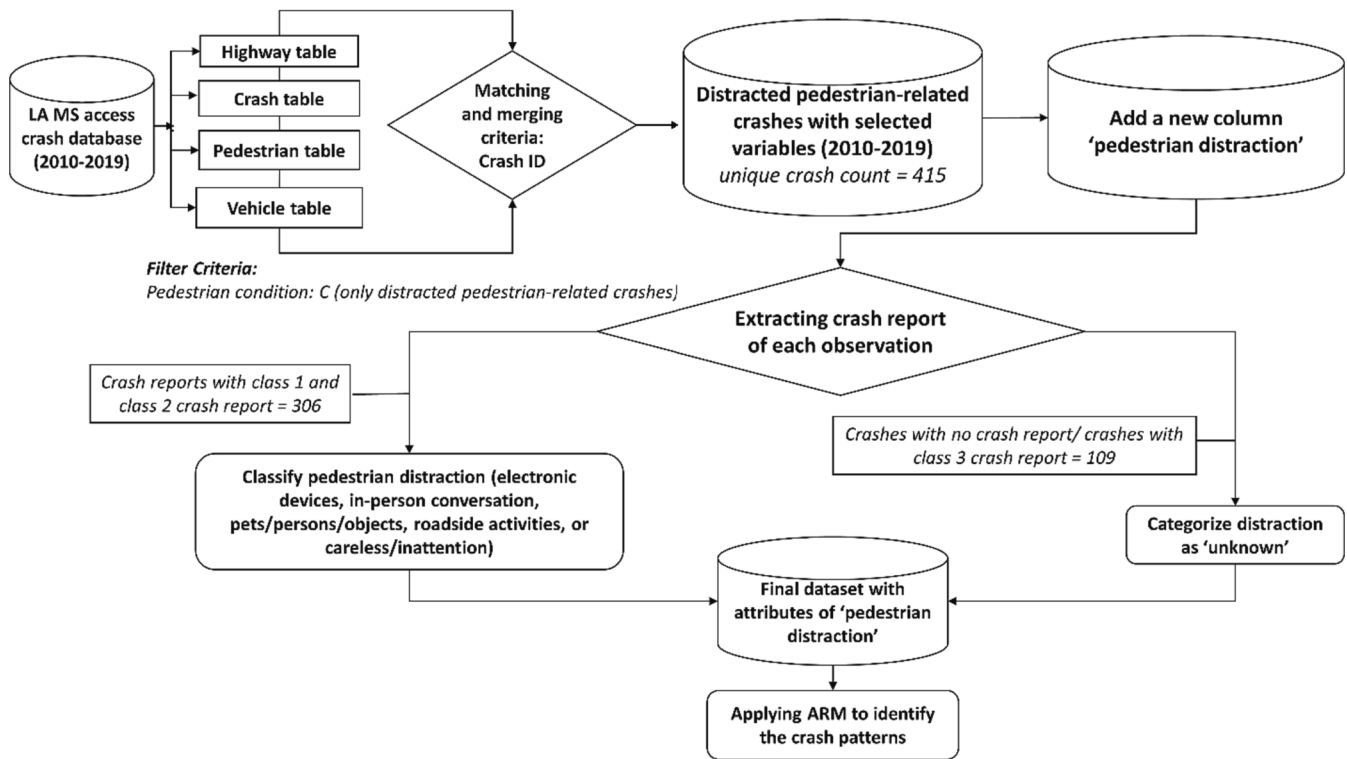 LA MS access
crash database
(2010-2019)
Highway table
Crash table
Pedestrian table
Vehicle table
Matching
and merging
criteria:
Crash ID
Distracted pedestrian-related
crashes with selected
variables (2010-2019)
unique crash count = 415
Add a new column
‘pedestrian distraction’
Filter Criteria:
Pedestrian condition: C (only distracted pedestrian-related crashes)
Extracting crash report
of each observation
Crash reports with class 1 and
class 2 crash report = 306
Crashes with no crash report/ crashes with
class 3 crash report = 109
Classify pedestrian distraction (electronic
devices, in-person conversation,
pets/persons/objects, roadside activities, or
careless/inattention)
Categorize distraction
as ‘unknown’
Final dataset with
attributes of ‘pedestrian
distraction’
Applying ARM to identify
the crash patterns